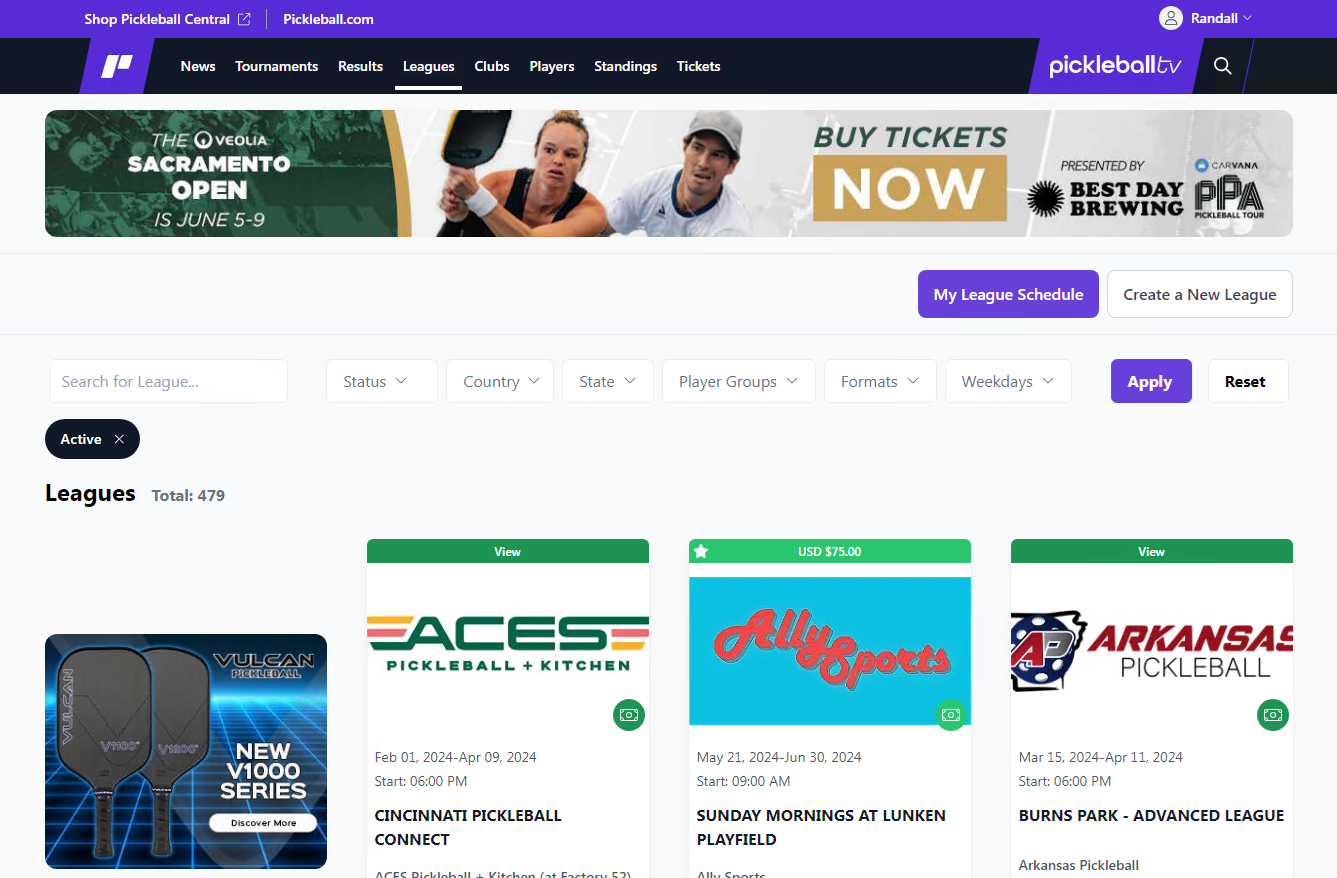 Shop Pickleball Central
Pickleball.com
Randall
News
Tournaments
Results
Leagues
Clubs
Players
Standings
Tickets
pickleballtv
THE VEOLIA
SACRAMENTO
OPEN
IS JUNE 5-9
BUY TICKETS
NOW
PRESENTED BY
BEST DAY
BREWING
CARVANA
PPA
PICKLEBALL TOUR
My League Schedule
Create a New League
Search for League...
Status
Country
State
Player Groups
Formats
Weekdays
Apply
Reset
Active
Leagues
Total: 479
VULCAN
PICKLEBALL
VULCAN
V1100
V1200
NEW
V1000
SERIES
Discover More
View
ACES
PICKLEBALL + KITCHEN
Feb 01, 2024-Apr 09, 2024
Start: 06:00 PM
CINCINNATI PICKLEBALL
CONNECT
ACES Pickleball + Kitchen (at Factory 52)
USD $75.00
Ally Sports
May 21, 2024-Jun 30, 2024
Start: 09:00 AM
SUNDAY MORNINGS AT LUNKEN
PLAYFIELD
Ally Sports
View
AP
ARKANSAS
PICKLEBALL
Mar 15, 2024-Apr 11, 2024
Start: 06:00 PM
BURNS PARK - ADVANCED LEAGUE
Arkansas Pickleball